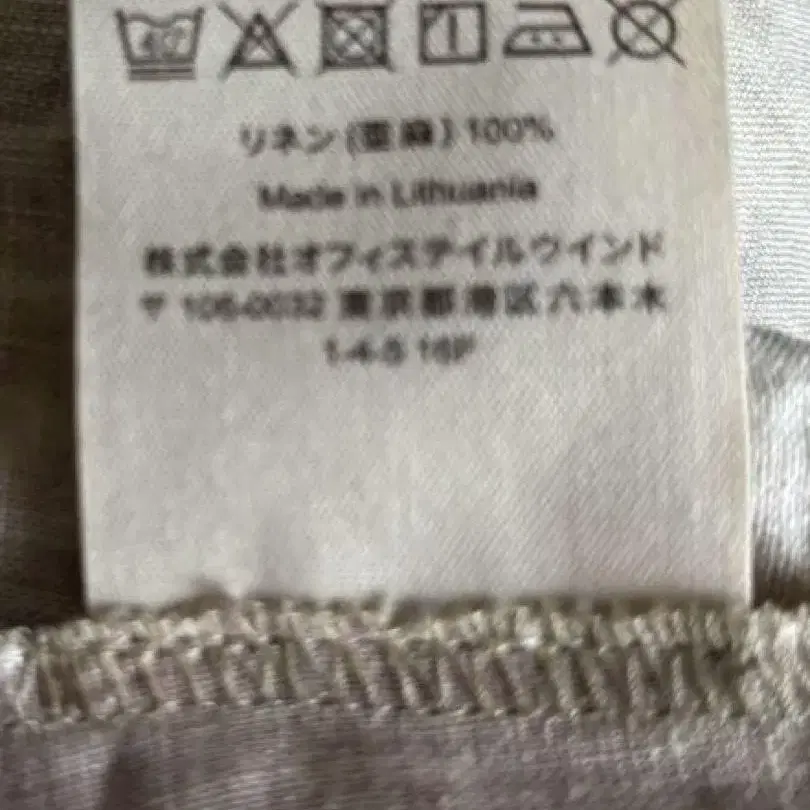 40
リネン(亜麻)100%
Made in Lithuania
株式会社オフィステイルウインド
〒106-0032 東京都港区六本木
1-4-5 16F